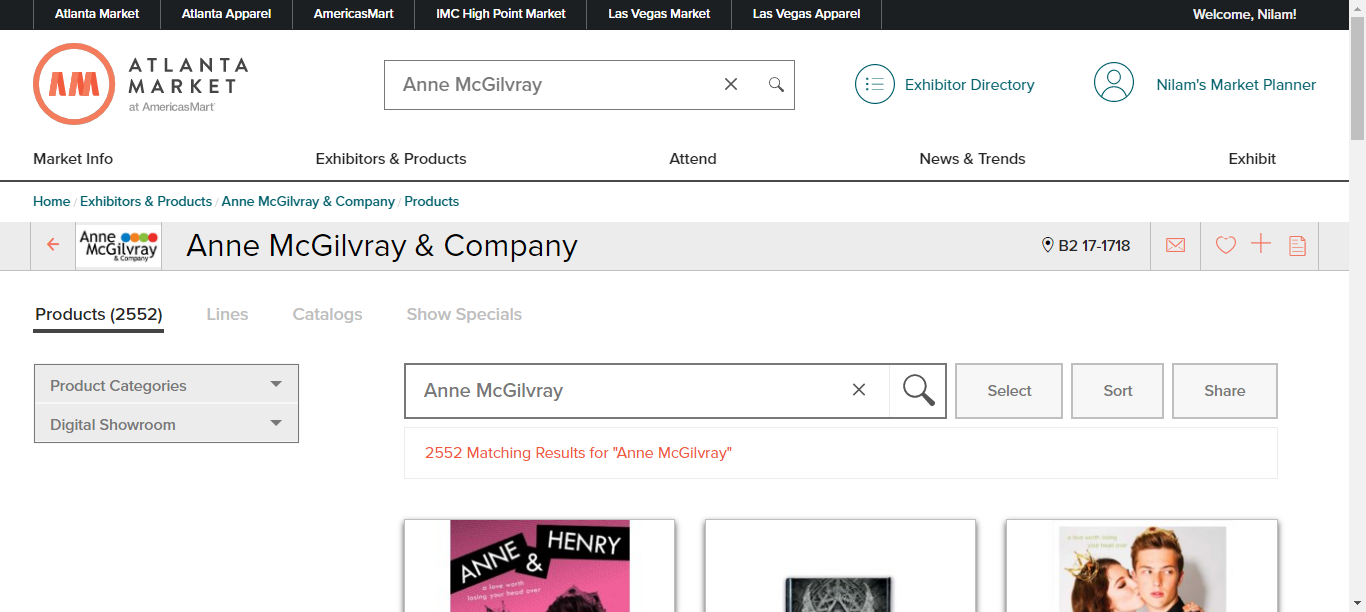 Atlanta Market Atlanta Apparel AmericasMart IMC High Point Market Las Vegas Market Las Vegas Apparel Welcome, Nilam!
AM ATLANTA
MARKET
at AmericasMart
Anne McGilvray
Exhibitor Directory
Nilam's Market Planner
Market Info Exhibitors & Products Attend News & Trends Exhibit
Home / Exhibitors & Products / Anne McGilvray & Company / Products
Anne
McGilvray
& Company
Anne McGilvray & Company
B2 17-1718
Products (2552) Lines Catalogs Show Specials
Product Categories
Digital Showroom
Anne McGilvray
Select Sort Share
2552 Matching Results for "Anne McGilvray"
ANNE & HENRY
a love worth
losing your head over
a love worth losing
your head over